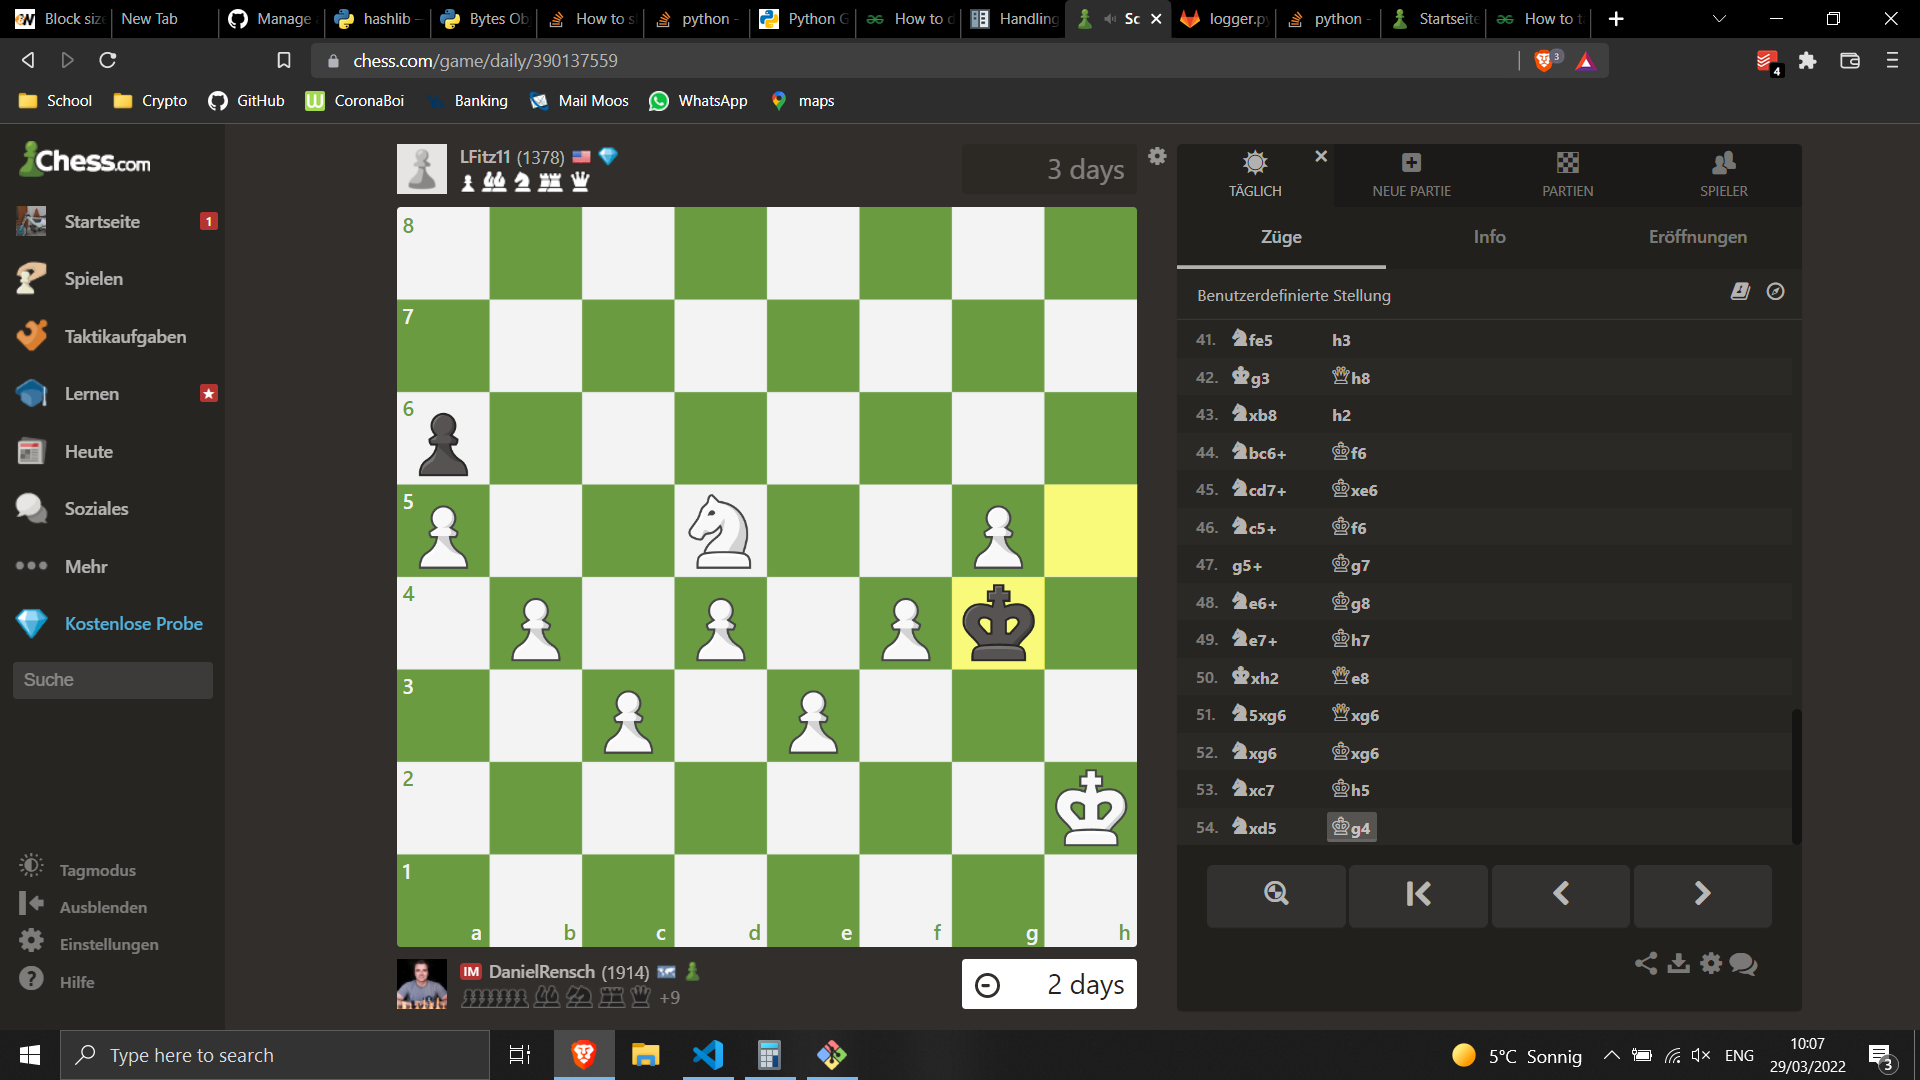 Block size
New Tab
Manage
hashlib —
Bytes Ob
How to s
python -
Python G
How to d
Handling
Sc
logger.py
python -
Startseite
How to t
chess.com/game/daily/390137559
3
4
School
Crypto
GitHub
CoronaBoi
Banking
Mail Moos
WhatsApp
maps
Chess.com
Startseite
1
Spielen
Taktikaufgaben
Lernen
Heute
Soziales
Mehr
Kostenlose Probe
Suche
Tagmodus
Ausblenden
Einstellungen
Hilfe
LFitz11 (1378)
3 days
8
7
6
5
4
3
2
1
a b c d e f g h
IM DanielRensch (1914)
+9
2 days
TÄGLICH
NEUE PARTIE
PARTIEN
SPIELER
Züge
Info
Eröffnungen
Benutzerdefinierte Stellung
41. fe5 h3
42. g3 h8
43. xb8 h2
44. bc6+ f6
45. cd7+ xe6
46. c5+ f6
47. g5+ g7
48. e6+ g8
49. e7+ h7
50. xh2 e8
51. 5xg6 xg6
52. xg6 xg6
53. xc7 h5
54. xd5 g4
Type here to search
5°C Sonnig
ENG
10:07
29/03/2022
3